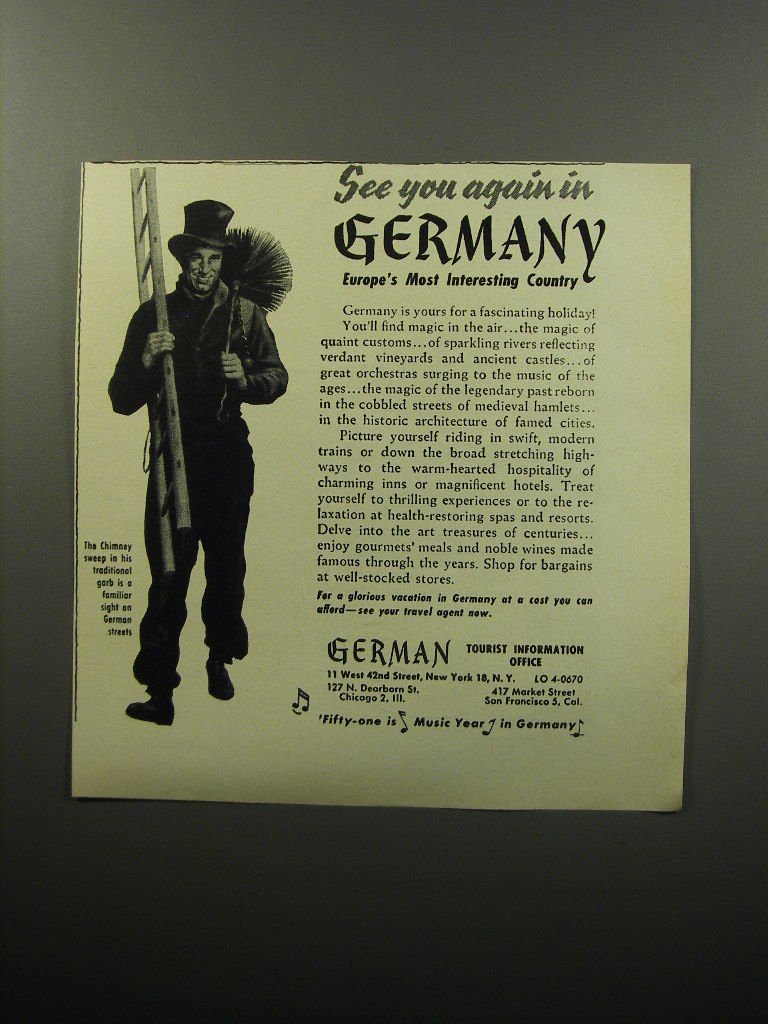 See you again in
GERMANY
Europe's Most Interesting Country
Germany is yours for a fascinating holiday!
You'll find magic in the air...the magic of
quaint customs...of sparkling rivers reflecting
verdant vineyards and ancient castles...of
great orchestras surging to the music of the
ages...the magic of the legendary past reborn
in the cobbled streets of medieval hamlets...
in the historic architecture of famed cities.
Picture yourself riding in swift, modern
trains or down the broad stretching high-
ways to the warm-hearted hospitality of
charming inns or magnificent hotels. Treat
yourself to thrilling experiences or to the re-
laxation at health-restoring spas and resorts.
Delve into the art treasures of centuries...
enjoy gourmets' meals and noble wines made
famous through the years. Shop for bargains
at well-stocked stores.
For a glorious vacation in Germany at a cost you can
afford—see your travel agent now.
The Chimney
sweep in his
traditional
garb is a
familiar
sight on
German
streets
GERMAN TOURIST INFORMATION
OFFICE
11 West 42nd Street, New York 18, N. Y. LO 4-0670
127 N. Dearborn St. 417 Market Street
Chicago 2, Ill. San Francisco 5, Cal.
'Fifty-one is Music Year in Germany